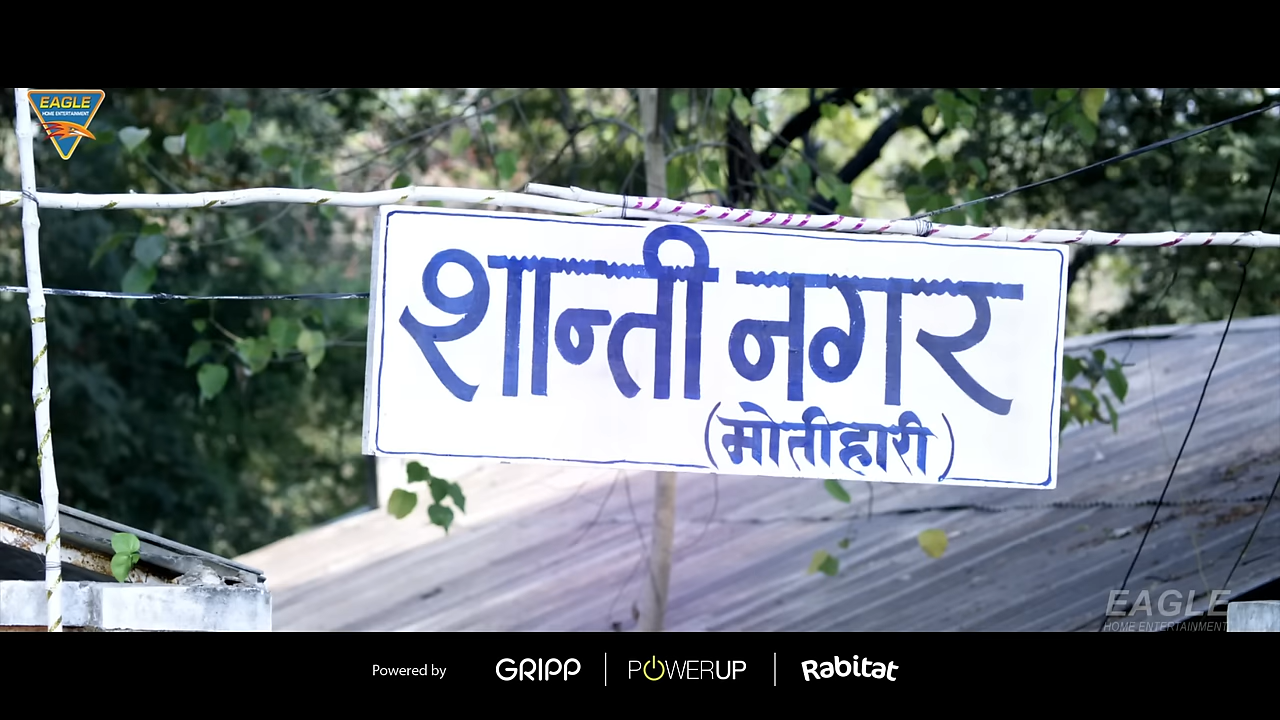 EAGLE
HOME ENTERTAINMENT
शान्ती नगर
(मोतीहारी)
EAGLE
HOME ENTERTAINMENT
Powered by GRIPP POWERUP Rabitat